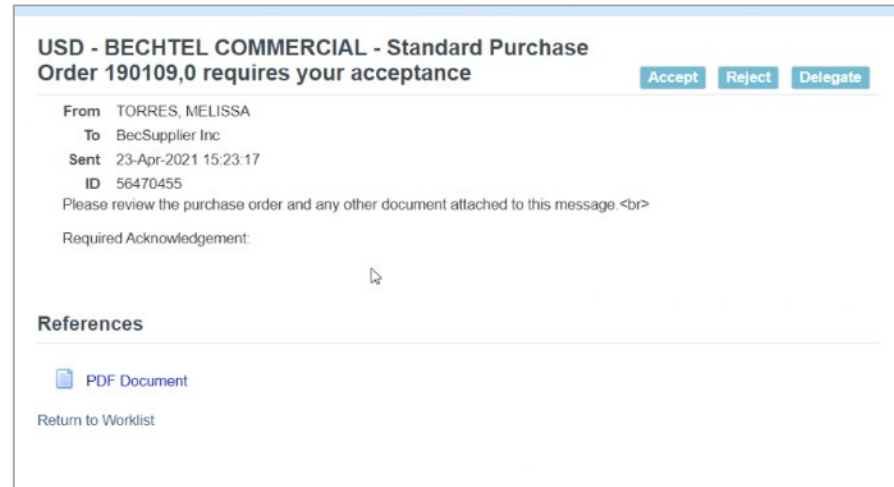 USD - BECHTEL COMMERCIAL - Standard Purchase
Order 190109,0 requires your acceptance
Accept Reject Delegate
From TORRES, MELISSA
To BecSupplier Inc
Sent 23-Apr-2021 15:23:17
ID 56470455
Please review the purchase order and any other document attached to this message.<br>
Required Acknowledgement:
References
PDF Document
Return to Worklist